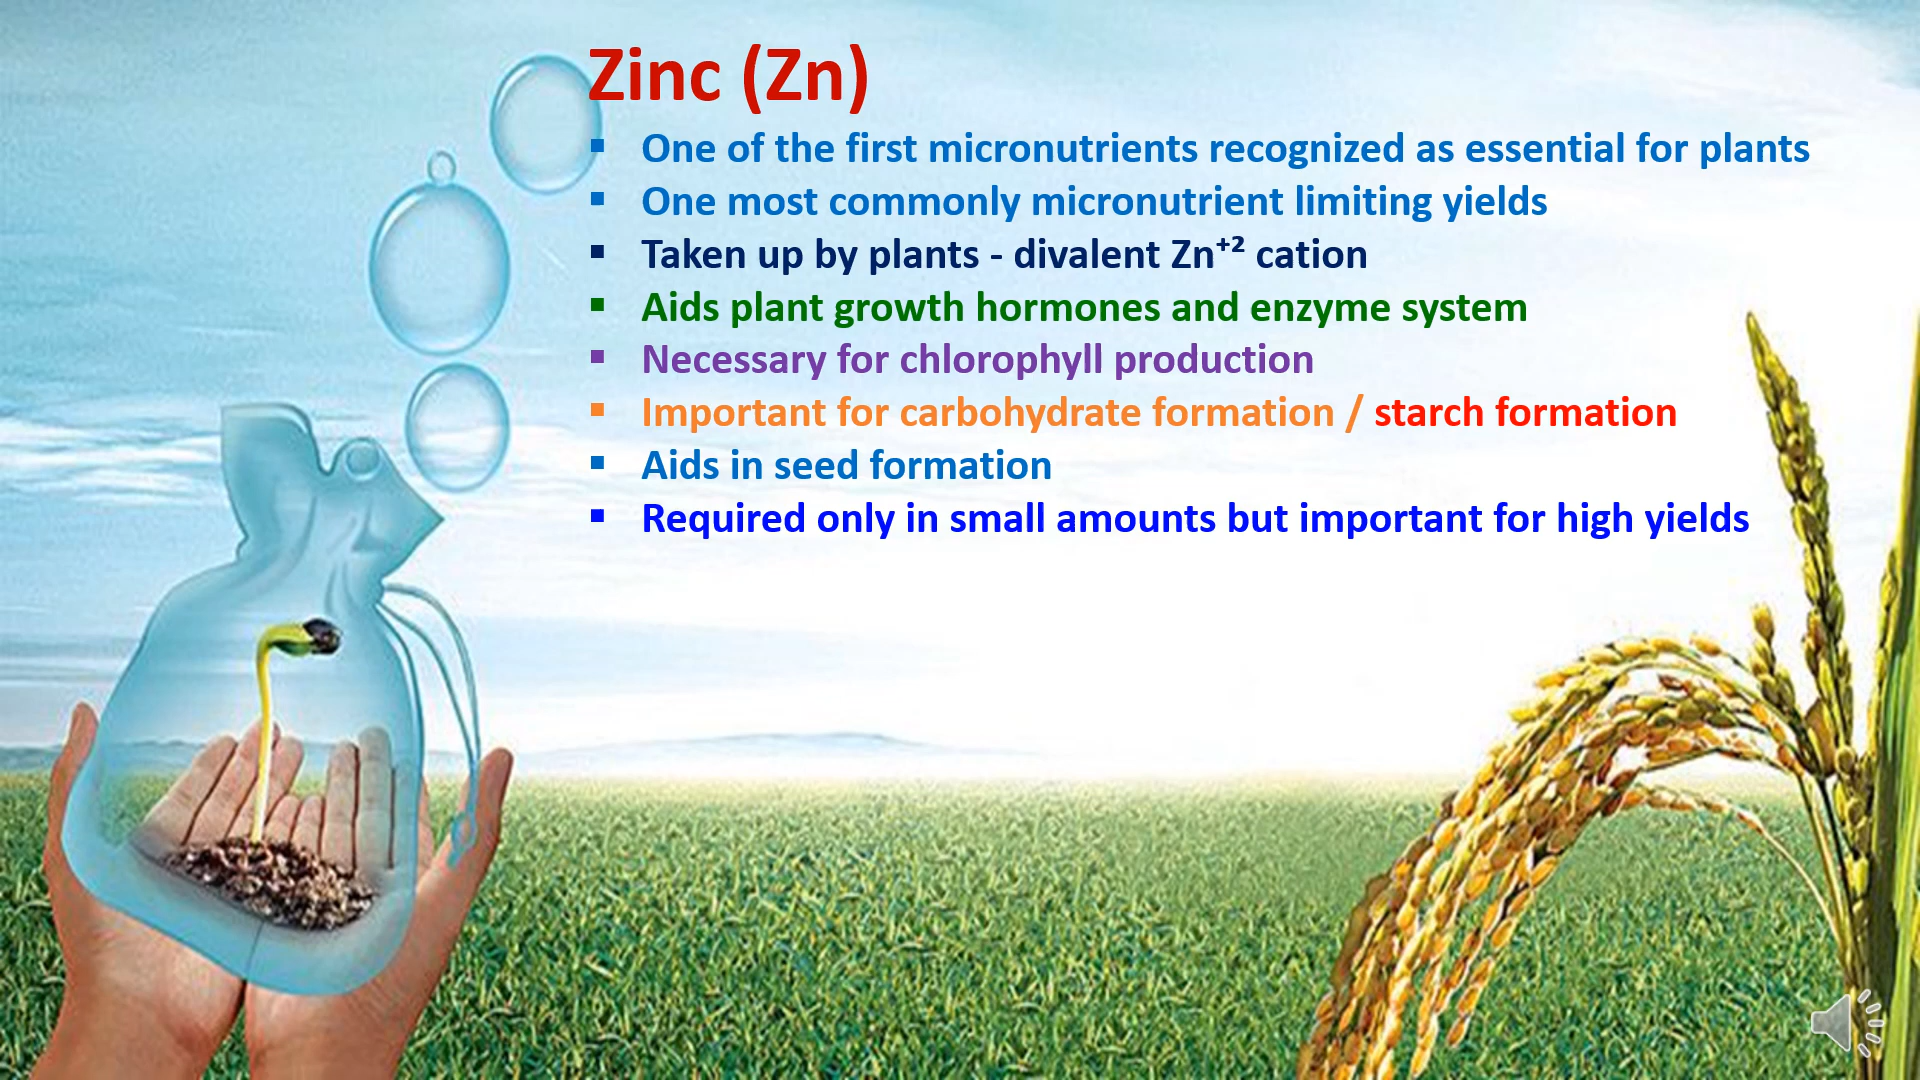 Zinc (Zn)
▪ One of the first micronutrients recognized as essential for plants
▪ One most commonly micronutrient limiting yields
▪ Taken up by plants - divalent Zn⁺² cation
▪ Aids plant growth hormones and enzyme system
▪ Necessary for chlorophyll production
▪ Important for carbohydrate formation / starch formation
▪ Aids in seed formation
▪ Required only in small amounts but important for high yields